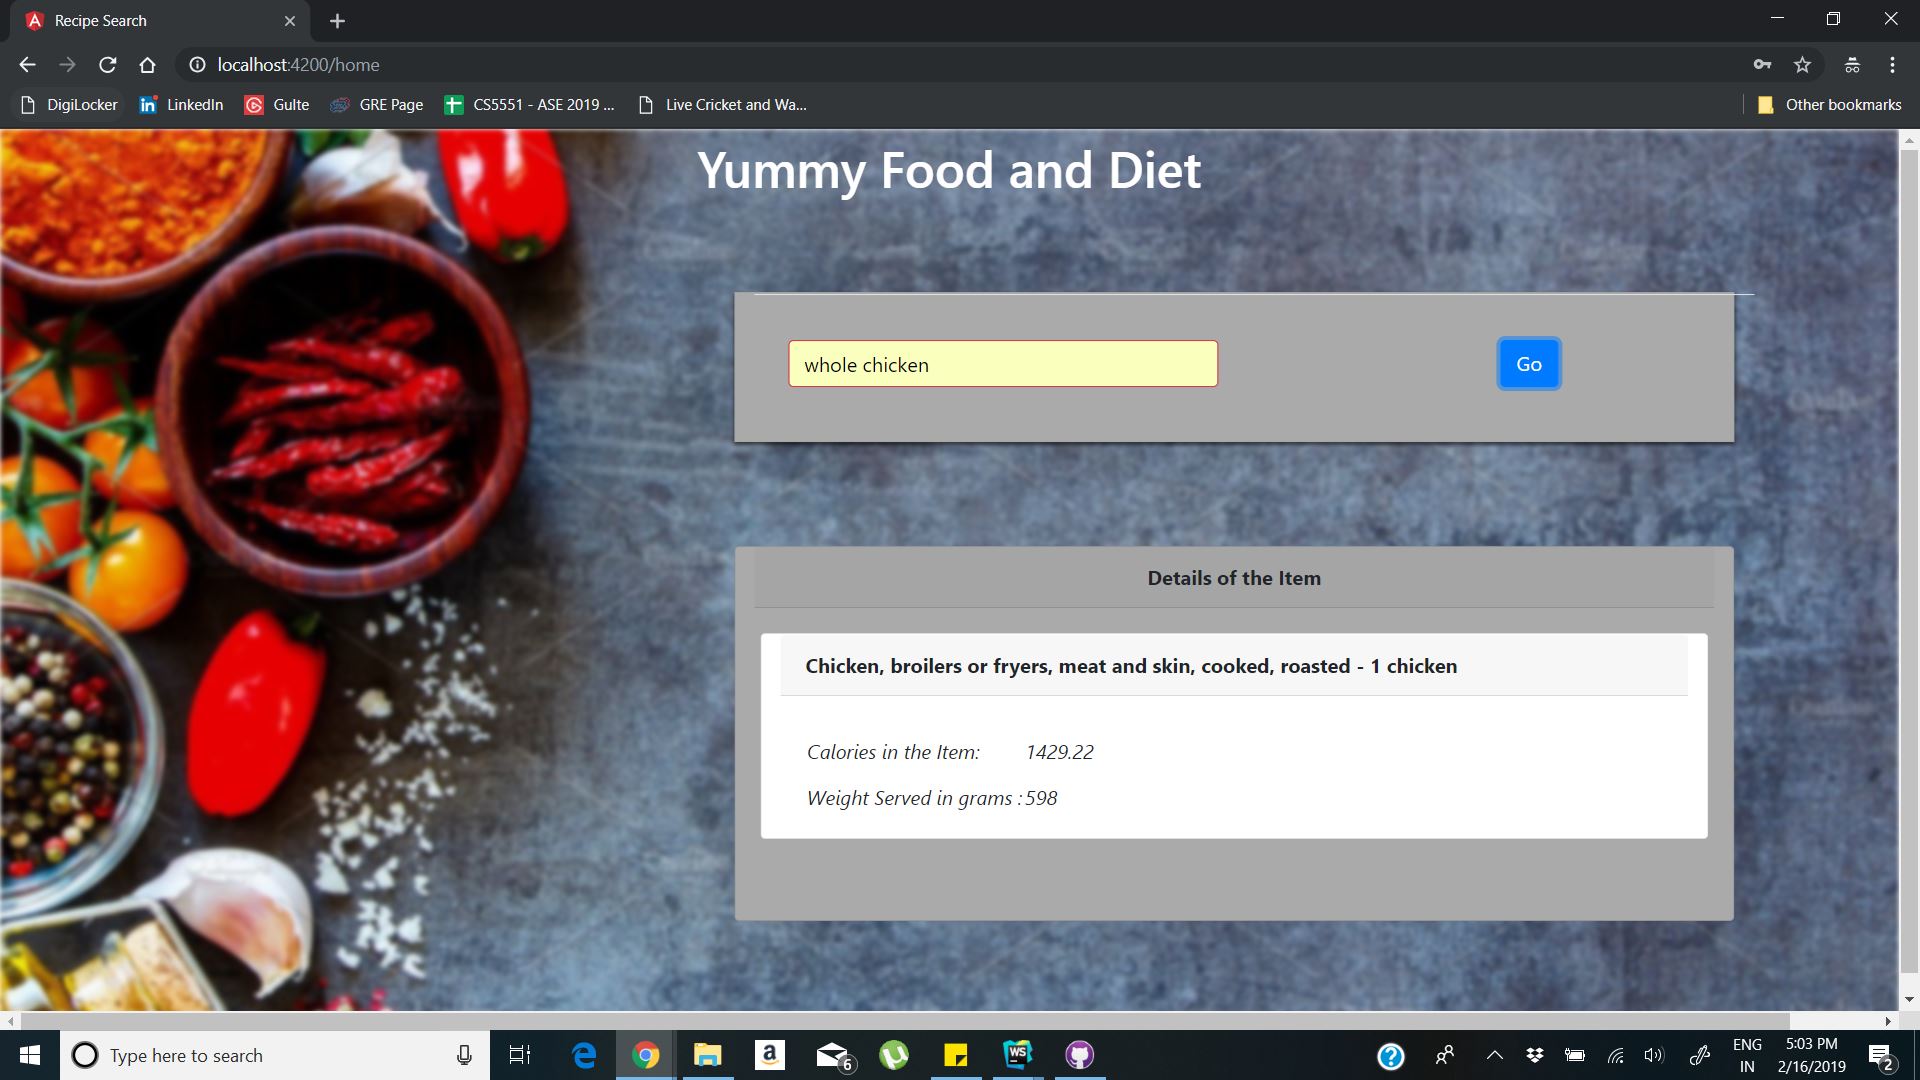 Recipe Search
localhost:4200/home
DigiLocker LinkedIn Gulte GRE Page CS5551 - ASE 2019 ... Live Cricket and Wa... Other bookmarks
Yummy Food and Diet
whole chicken Go
Details of the Item
Chicken, broilers or fryers, meat and skin, cooked, roasted - 1 chicken
Calories in the Item: 1429.22
Weight Served in grams : 598
Type here to search
6
WS
ENG
IN
5:03 PM
2/16/2019
2